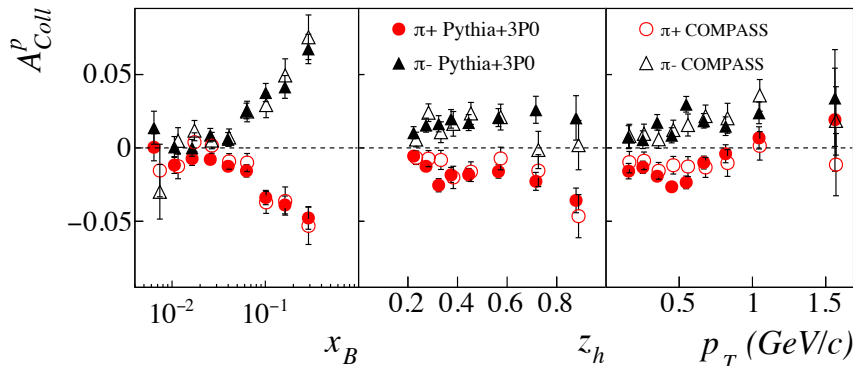 A^p_Coll
0.05
0
−0.05
π+ Pythia+3P0
π- Pythia+3P0
π+ COMPASS
π- COMPASS
10^−2 10^−1
0.2 0.4 0.6 0.8
0.5 1 1.5
x_B
z_h
p_T (GeV/c)